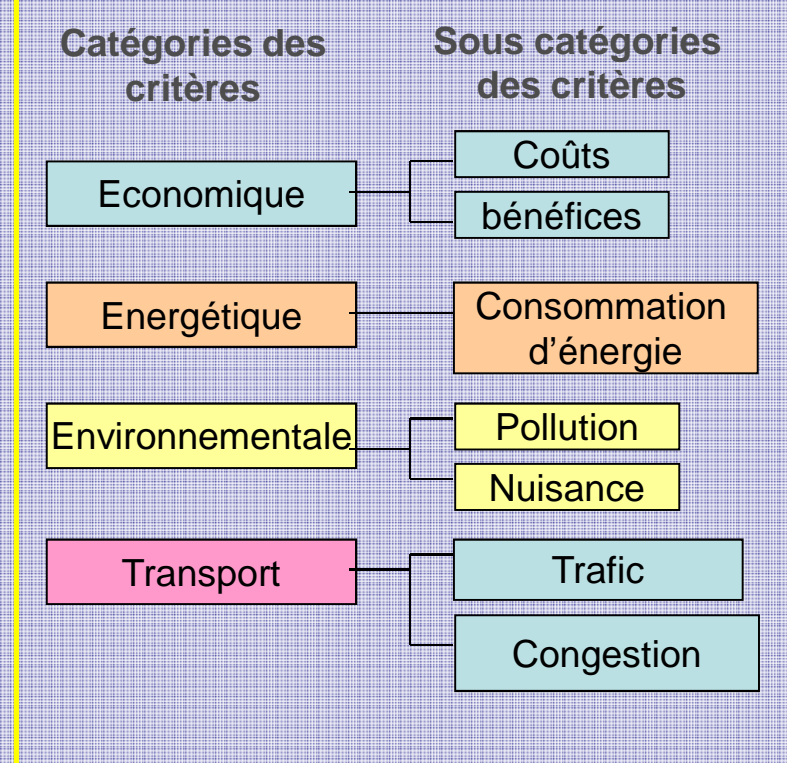 Catégories des
critères
Sous catégories
des critères
Economique
Coûts
bénéfices
Energétique
Consommation
d’énergie
Environnementale
Pollution
Nuisance
Transport
Trafic
Congestion